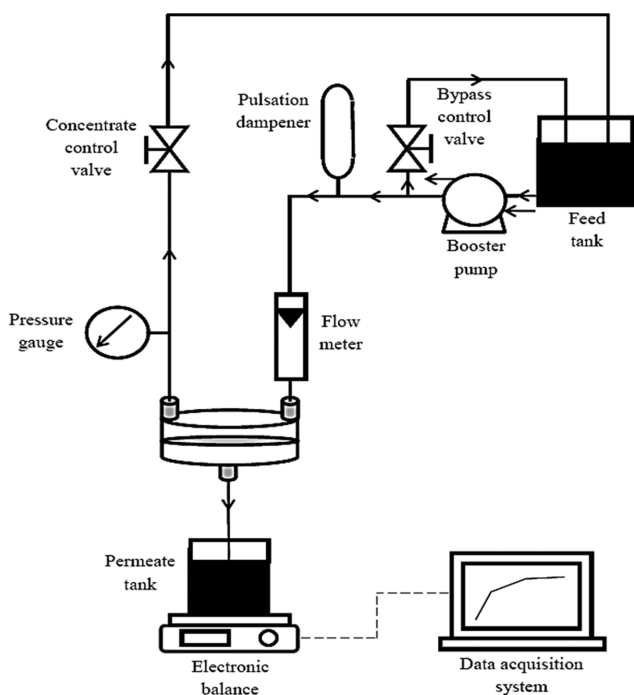 Pulsation
dampener
Bypass
control
valve
Concentrate
control
valve
Feed
tank
Booster
pump
Pressure
gauge
Flow
meter
Permeate
tank
Electronic
balance
Data acquisition
system